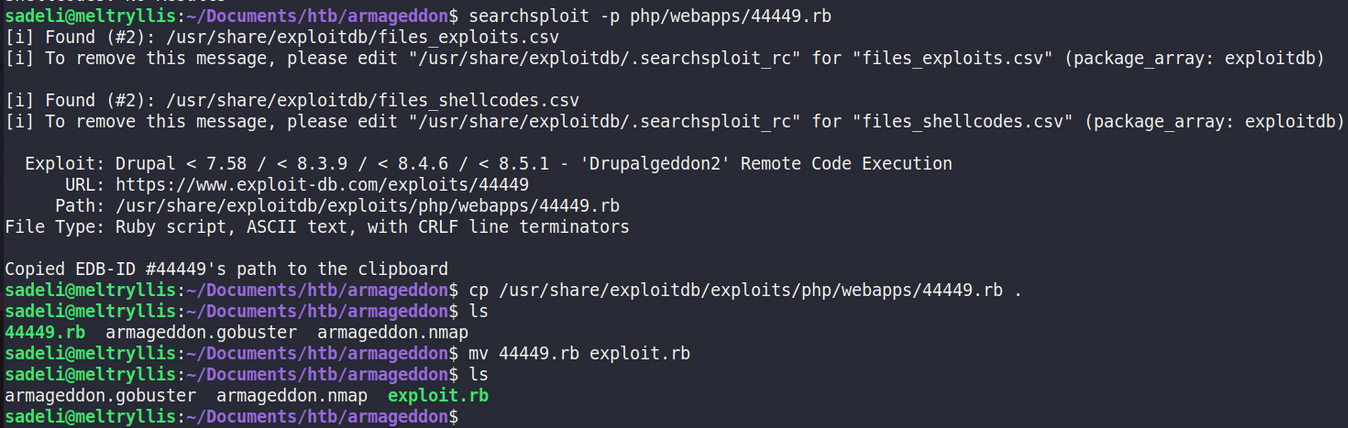 sadeli@meltryllis:~/Documents/htb/armageddon$ searchsploit -p php/webapps/44449.rb
[i] Found (#2): /usr/share/exploitdb/files_exploits.csv
[i] To remove this message, please edit "/usr/share/exploitdb/.searchsploit_rc" for "files_exploits.csv" (package_array: exploitdb)
[i] Found (#2): /usr/share/exploitdb/files_shellcodes.csv
[i] To remove this message, please edit "/usr/share/exploitdb/.searchsploit_rc" for "files_shellcodes.csv" (package_array: exploitdb)
Exploit: Drupal < 7.58 / < 8.3.9 / < 8.4.6 / < 8.5.1 - 'Drupalgeddon2' Remote Code Execution
URL: https://www.exploit-db.com/exploits/44449
Path: /usr/share/exploitdb/exploits/php/webapps/44449.rb
File Type: Ruby script, ASCII text, with CRLF line terminators
Copied EDB-ID #44449's path to the clipboard
sadeli@meltryllis:~/Documents/htb/armageddon$ cp /usr/share/exploitdb/exploits/php/webapps/44449.rb .
sadeli@meltryllis:~/Documents/htb/armageddon$ ls
44449.rb  armageddon.gobuster  armageddon.nmap
sadeli@meltryllis:~/Documents/htb/armageddon$ mv 44449.rb exploit.rb
sadeli@meltryllis:~/Documents/htb/armageddon$ ls
armageddon.gobuster  armageddon.nmap  exploit.rb
sadeli@meltryllis:~/Documents/htb/armageddon$